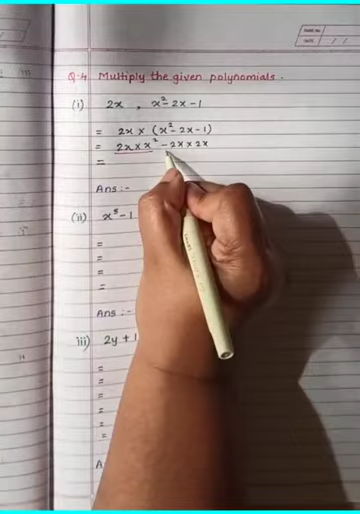 Q.4 Multiply the given polynomials.
(i) 2x , x²-2x-1
= 2x × (x²-2x-1)
= 2x × x² - 2x × 2x
=
Ans :-
(ii) x⁵-1
=
=
=
=
Ans :-
iii) 2y + 1
=
=
=
=
=
=
A